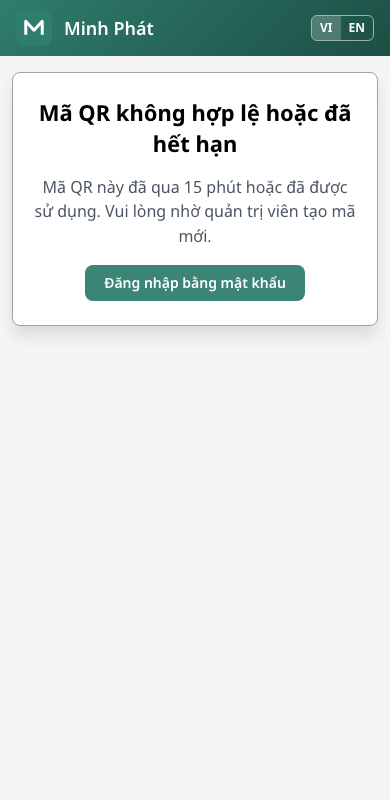 Minh Phát
VI EN
Mã QR không hợp lệ hoặc đã
hết hạn
Mã QR này đã qua 15 phút hoặc đã được
sử dụng. Vui lòng nhờ quản trị viên tạo mã
mới.
Đăng nhập bằng mật khẩu